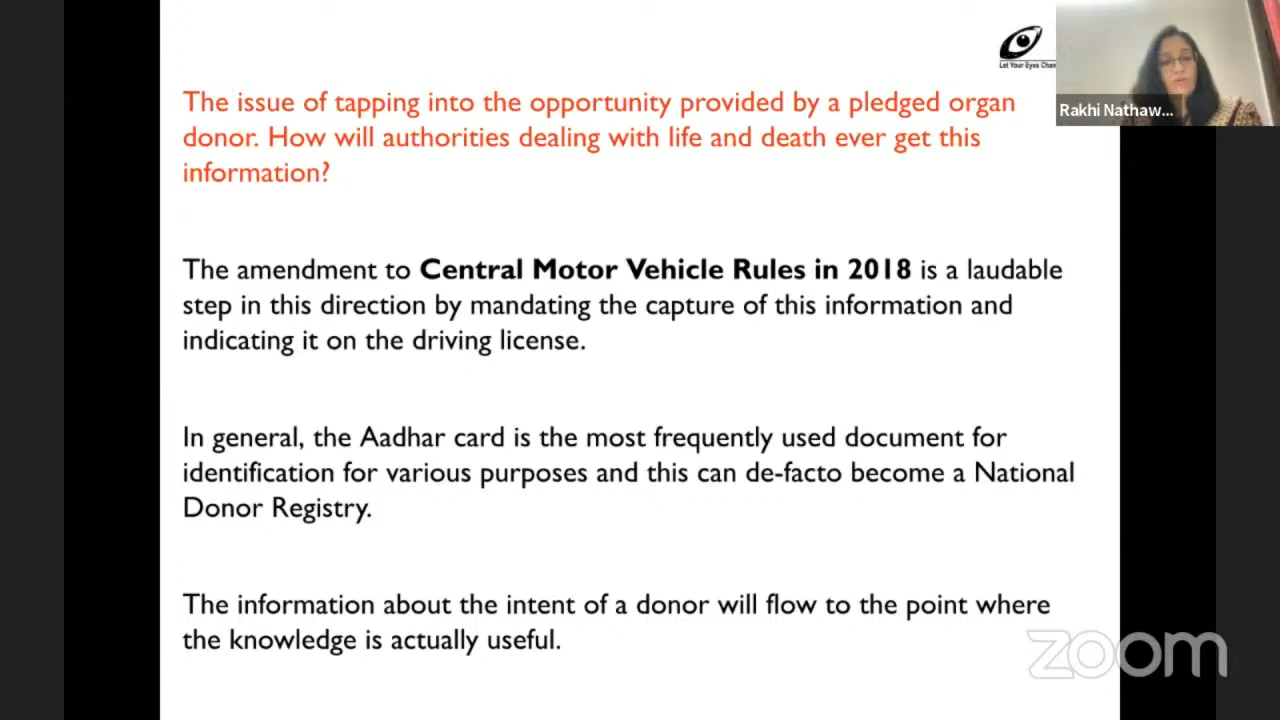 Let Your Eyes Chan
Rakhi Nathaw...
The issue of tapping into the opportunity provided by a pledged organ
donor. How will authorities dealing with life and death ever get this
information?
The amendment to Central Motor Vehicle Rules in 2018 is a laudable
step in this direction by mandating the capture of this information and
indicating it on the driving license.
In general, the Aadhar card is the most frequently used document for
identification for various purposes and this can de-facto become a National
Donor Registry.
The information about the intent of a donor will flow to the point where
the knowledge is actually useful.
zoom